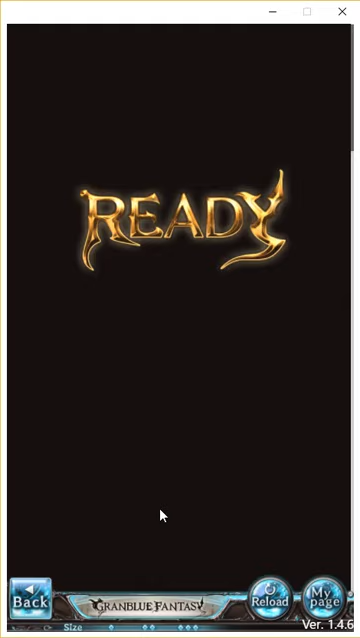 READY
Back
GRANBLUE FANTASY
Reload
My
page
Ver. 1.4.6
Size